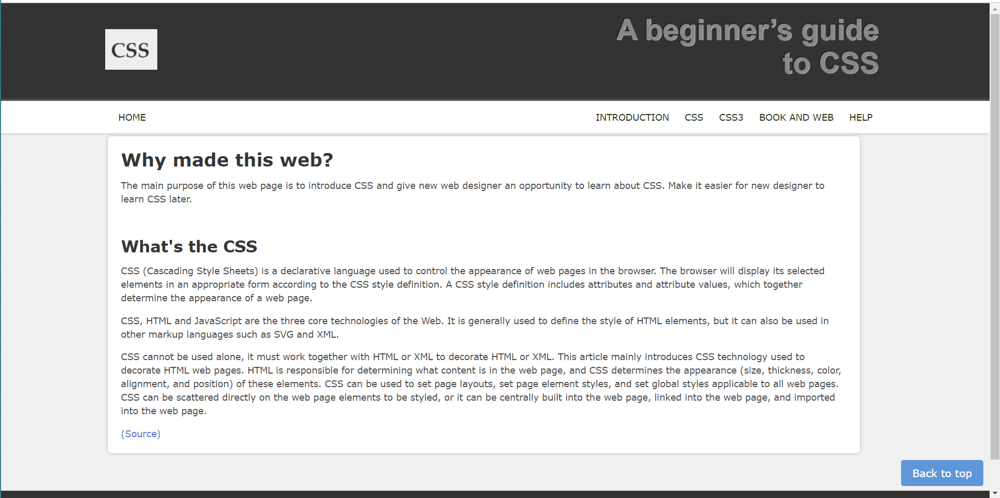 CSS
A beginner’s guide
to CSS
HOME
INTRODUCTION
CSS
CSS3
BOOK AND WEB
HELP
Why made this web?
The main purpose of this web page is to introduce CSS and give new web designer an opportunity to learn about CSS. Make it easier for new designer to
learn CSS later.
What's the CSS
CSS (Cascading Style Sheets) is a declarative language used to control the appearance of web pages in the browser. The browser will display its selected
elements in an appropriate form according to the CSS style definition. A CSS style definition includes attributes and attribute values, which together
determine the appearance of a web page.
CSS, HTML and JavaScript are the three core technologies of the Web. It is generally used to define the style of HTML elements, but it can also be used in
other markup languages such as SVG and XML.
CSS cannot be used alone, it must work together with HTML or XML to decorate HTML or XML. This article mainly introduces CSS technology used to
decorate HTML web pages. HTML is responsible for determining what content is in the web page, and CSS determines the appearance (size, thickness, color,
alignment, and position) of these elements. CSS can be used to set page layouts, set page element styles, and set global styles applicable to all web pages.
CSS can be scattered directly on the web page elements to be styled, or it can be centrally built into the web page, linked into the web page, and imported
into the web page.
(Source)
Back to top